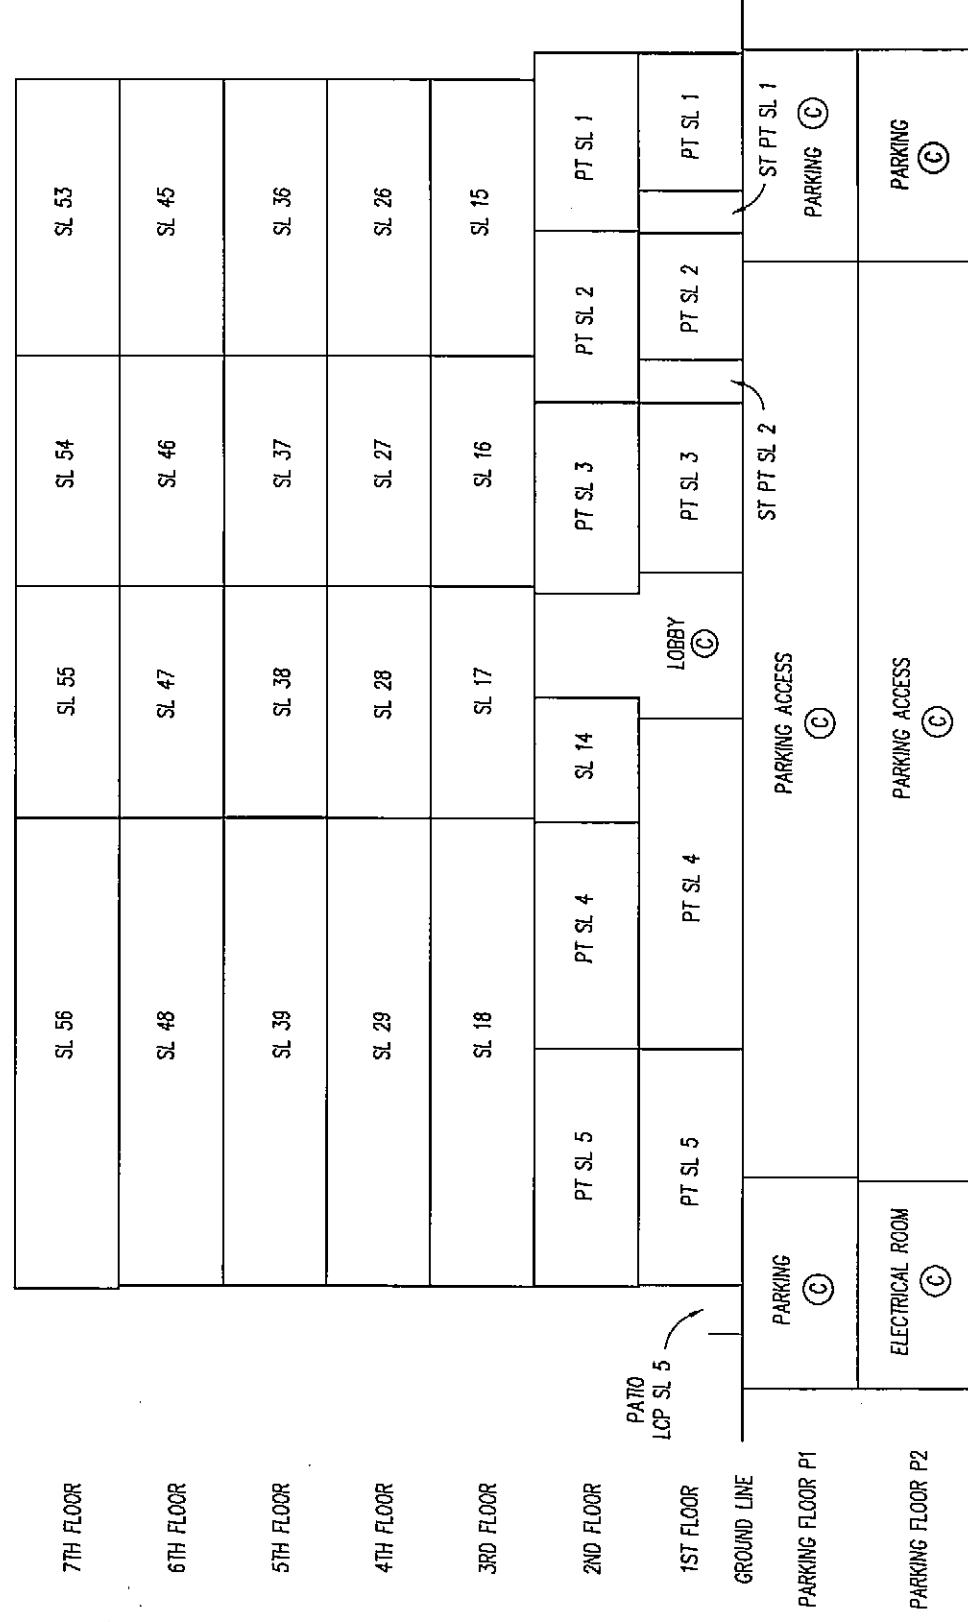 7TH FLOOR
SL 56
SL 55
SL 54
SL 53
6TH FLOOR
SL 48
SL 47
SL 46
SL 45
5TH FLOOR
SL 39
SL 38
SL 37
SL 36
4TH FLOOR
SL 29
SL 28
SL 27
SL 26
3RD FLOOR
SL 18
SL 17
SL 16
SL 15
2ND FLOOR
PT SL 5
PT SL 4
SL 14
PT SL 3
PT SL 2
PT SL 1
1ST FLOOR
PATIO
LCP SL 5
PT SL 5
PT SL 4
LOBBY
C
PT SL 3
PT SL 2
PT SL 1
GROUND LINE
ST PT SL 2
ST PT SL 1
PARKING FLOOR P1
PARKING
C
PARKING ACCESS
C
PARKING C
PARKING FLOOR P2
ELECTRICAL ROOM
C
PARKING ACCESS
C
PARKING
C